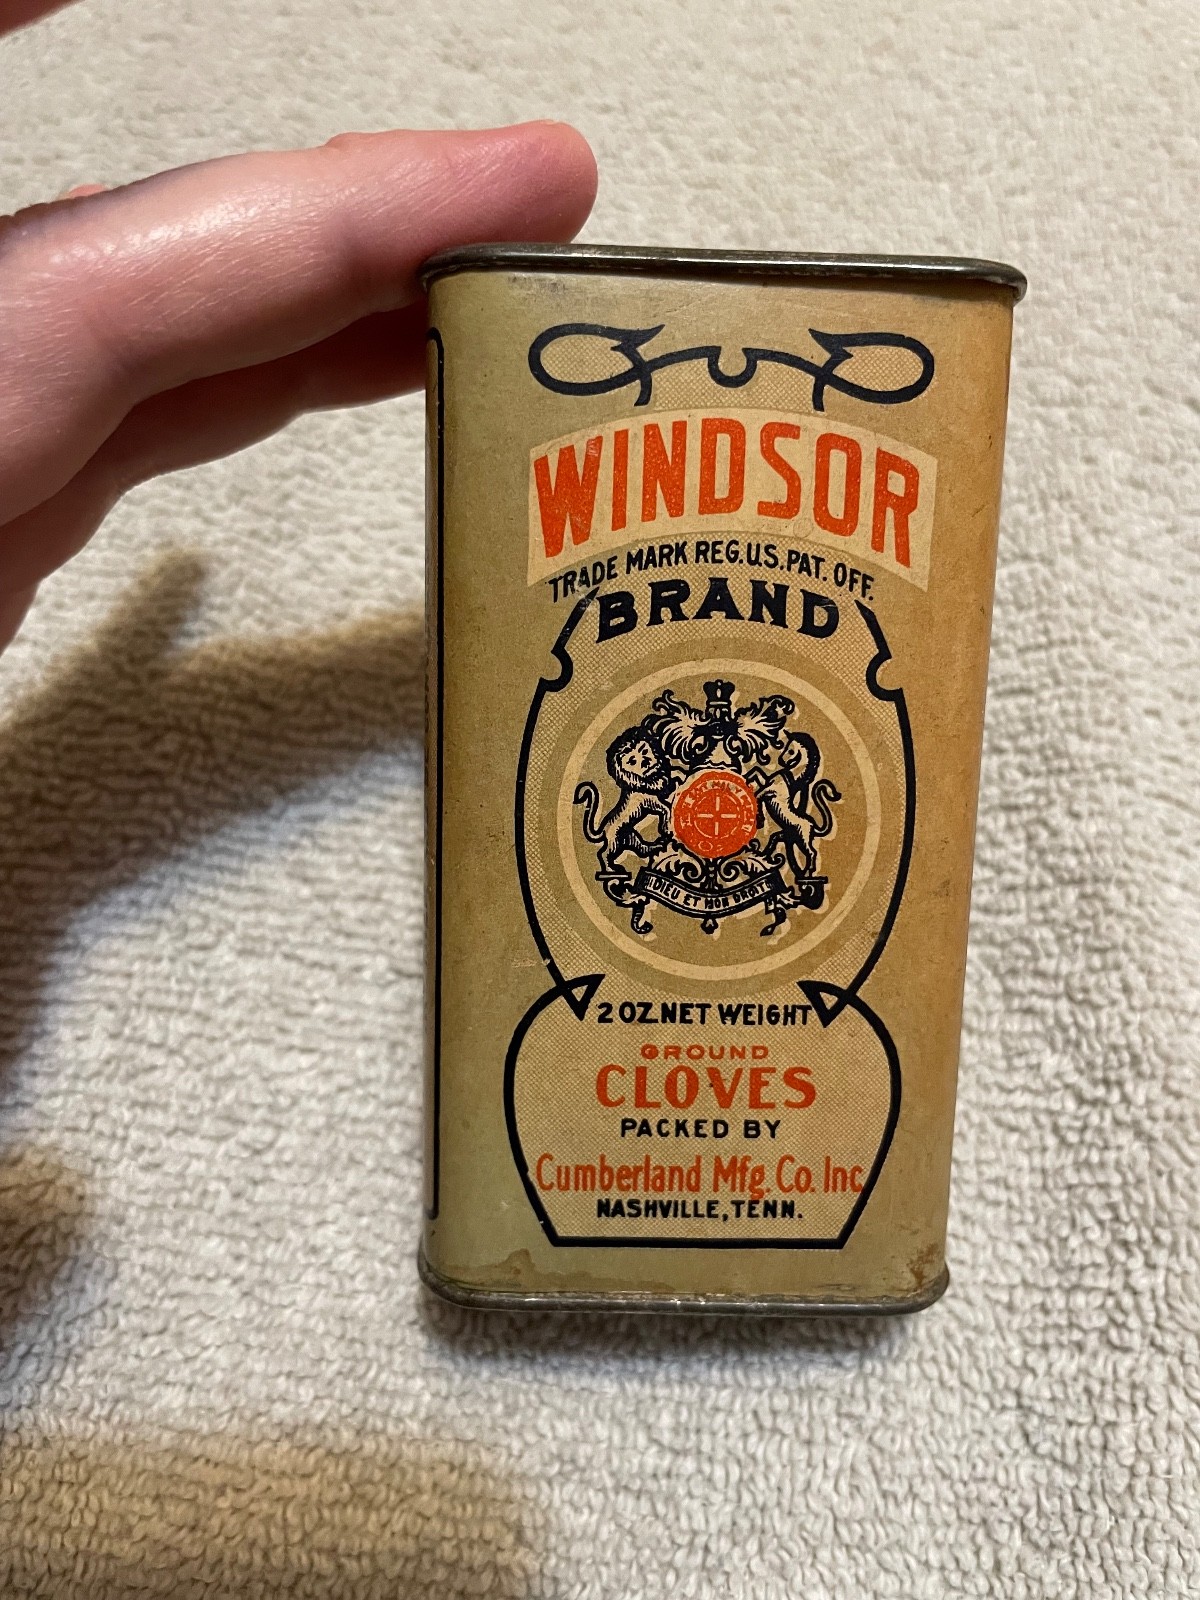 WINDSOR
TRADE MARK REG.U.S.PAT. OFF.
BRAND
DIEU ET MON DROIT
2 OZ. NET WEIGHT
GROUND
CLOVES
PACKED BY
Cumberland Mfg. Co. Inc.
NASHVILLE, TENN.